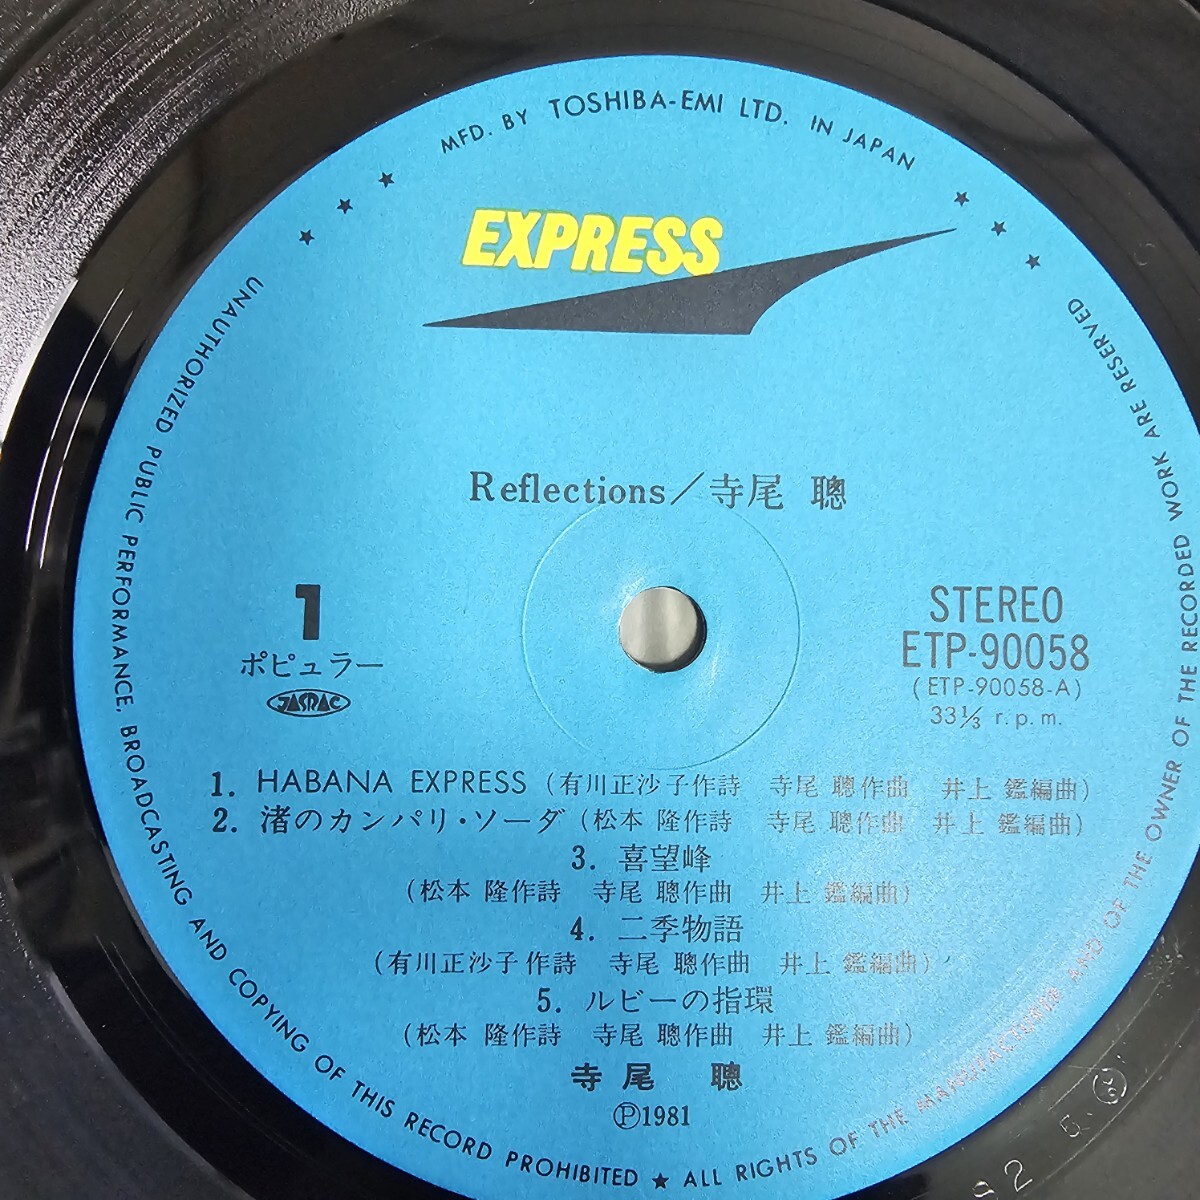 MFD. BY TOSHIBA-EMI LTD. IN JAPAN
★ ★ ★
★ ★ ★
EXPRESS
Reflections／寺尾 聰
1
ポピュラー
JASRAC
STEREO
ETP-90058
(ETP-90058-A)
33⅓ r.p.m.
1. HABANA EXPRESS (有川正沙子作詩 寺尾 聰作曲 井上 鑑編曲)
2. 渚のカンパリ・ソーダ (松本 隆作詩 寺尾 聰作曲 井上 鑑編曲)
3. 喜望峰
(松本 隆作詩 寺尾 聰作曲 井上 鑑編曲)
4. 二季物語
(有川正沙子作詩 寺尾 聰作曲 井上 鑑編曲)
5. ルビーの指環
(松本 隆作詩 寺尾 聰作曲 井上 鑑編曲)
寺尾 聰
Ⓟ1981
UNAUTHORIZED PUBLIC PERFORMANCE, BROADCASTING AND COPYING OF THIS RECORD PROHIBITED ★ ALL RIGHTS OF THE MANUFACTURER AND OF THE OWNER OF THE RECORDED WORK ARE RESERVED